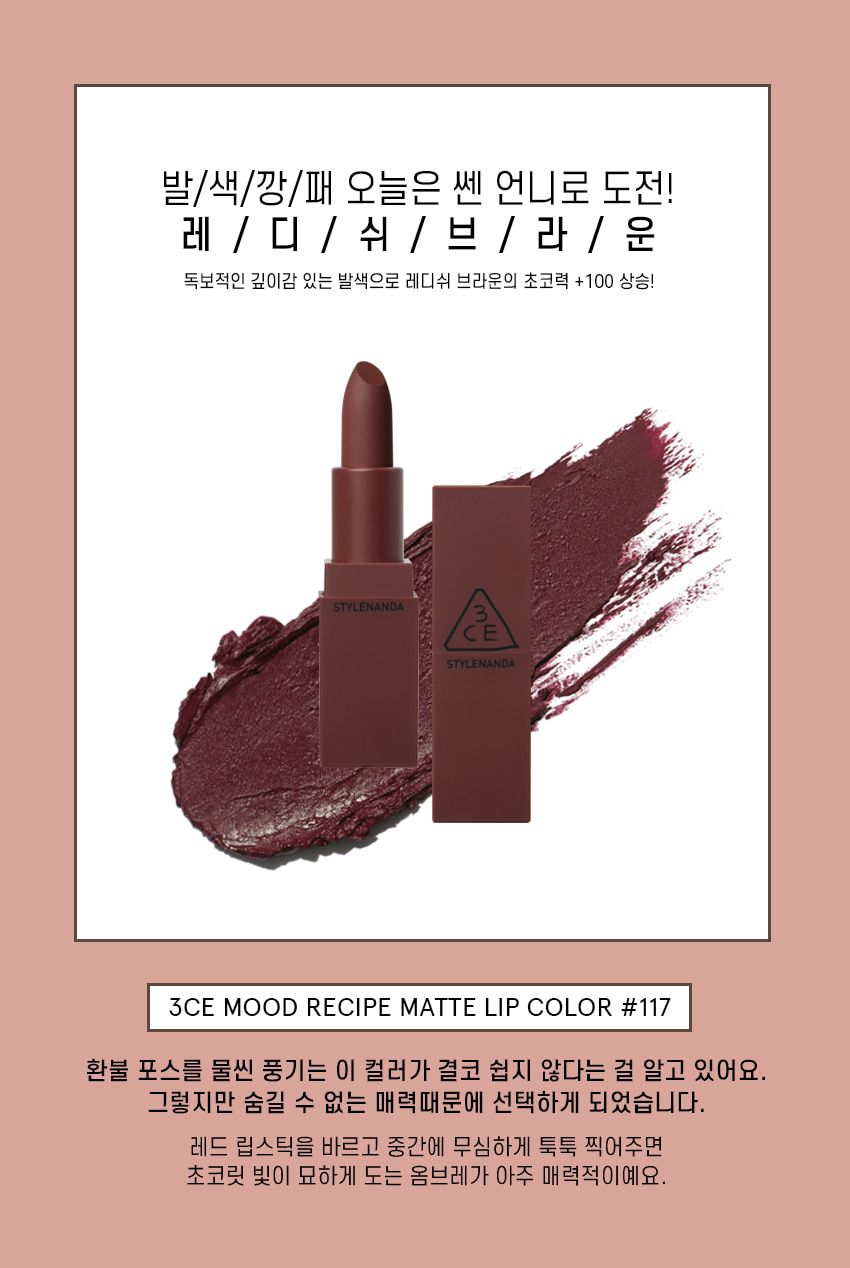 발/색/깡/패 오늘은 쎈 언니로 도전!
레 / 디 / 쉬 / 브 / 라 / 운
독보적인 깊이감 있는 발색으로 레디쉬 브라운의 초코력 +100 상승!
STYLENANDA
3
CE
STYLENANDA
3CE MOOD RECIPE MATTE LIP COLOR #117
환불 포스를 물씬 풍기는 이 컬러가 결코 쉽지 않다는 걸 알고 있어요.
그렇지만 숨길 수 없는 매력때문에 선택하게 되었습니다.
레드 립스틱을 바르고 중간에 무심하게 툭툭 찍어주면
초코릿 빛이 묘하게 도는 옴브레가 아주 매력적이예요.